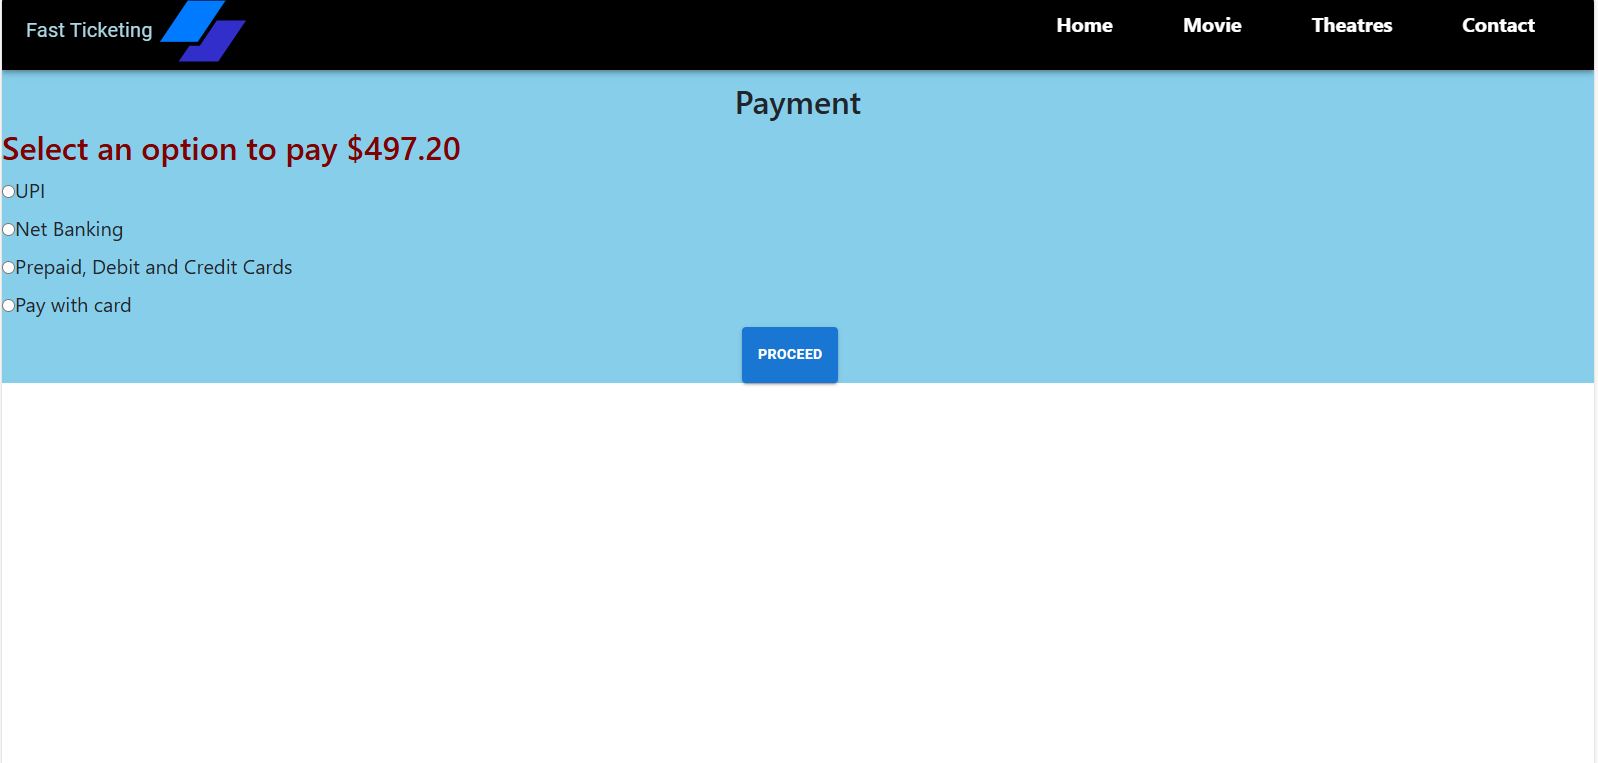 Fast Ticketing
Home Movie Theatres Contact
Payment
Select an option to pay $497.20
UPI
Net Banking
Prepaid, Debit and Credit Cards
Pay with card
PROCEED